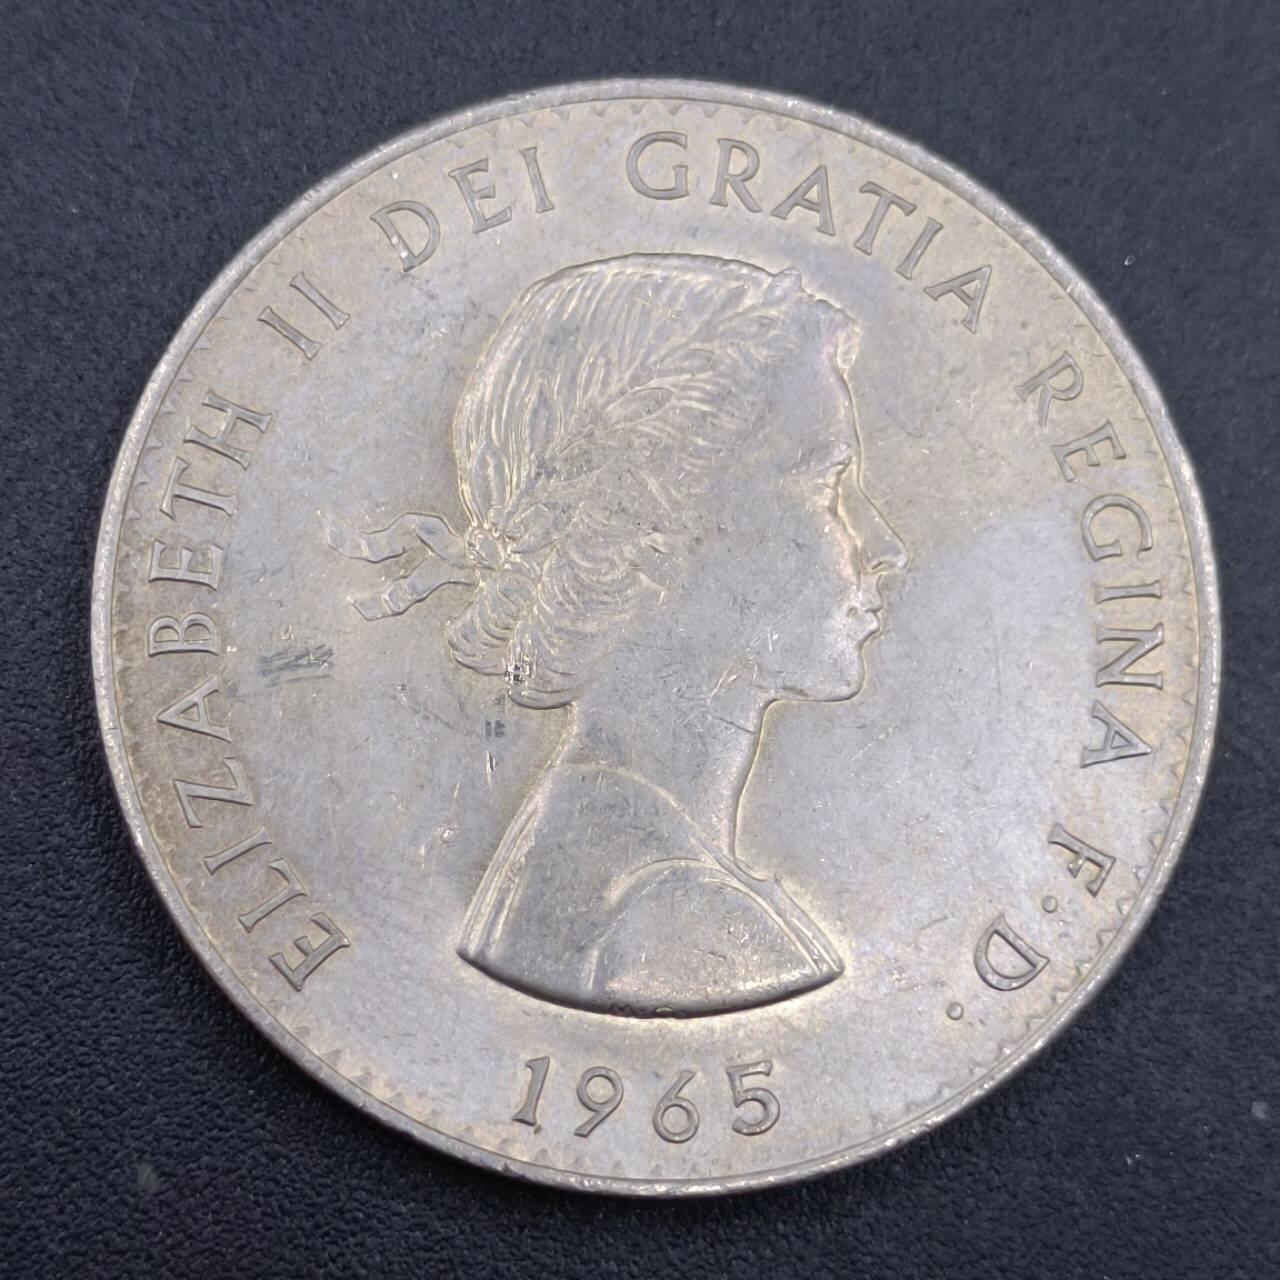 ELIZABETH II DEI GRATIA REGINA F.D.
1965